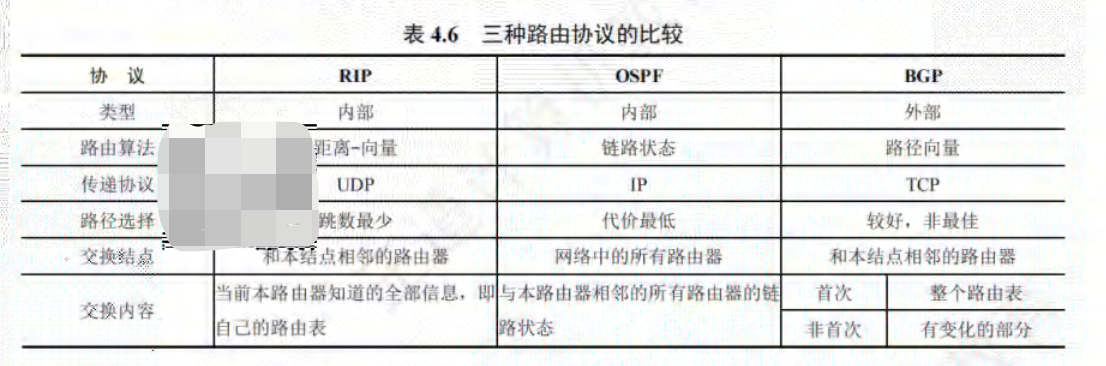 表 4.6 三种路由协议的比较
协 议 RIP OSPF BGP
类型 内部 内部 外部
路由算法 距离-向量 链路状态 路径向量
传递协议 UDP IP TCP
路径选择 跳数最少 代价最低 较好，非最佳
交换结点 和本结点相邻的路由器 网络中的所有路由器 和本结点相邻的路由器
交换内容 当前本路由器知道的全部信息，即 与本路由器相邻的所有路由器的链 首次 整个路由表
自己的路由表 路状态 非首次 有变化的部分